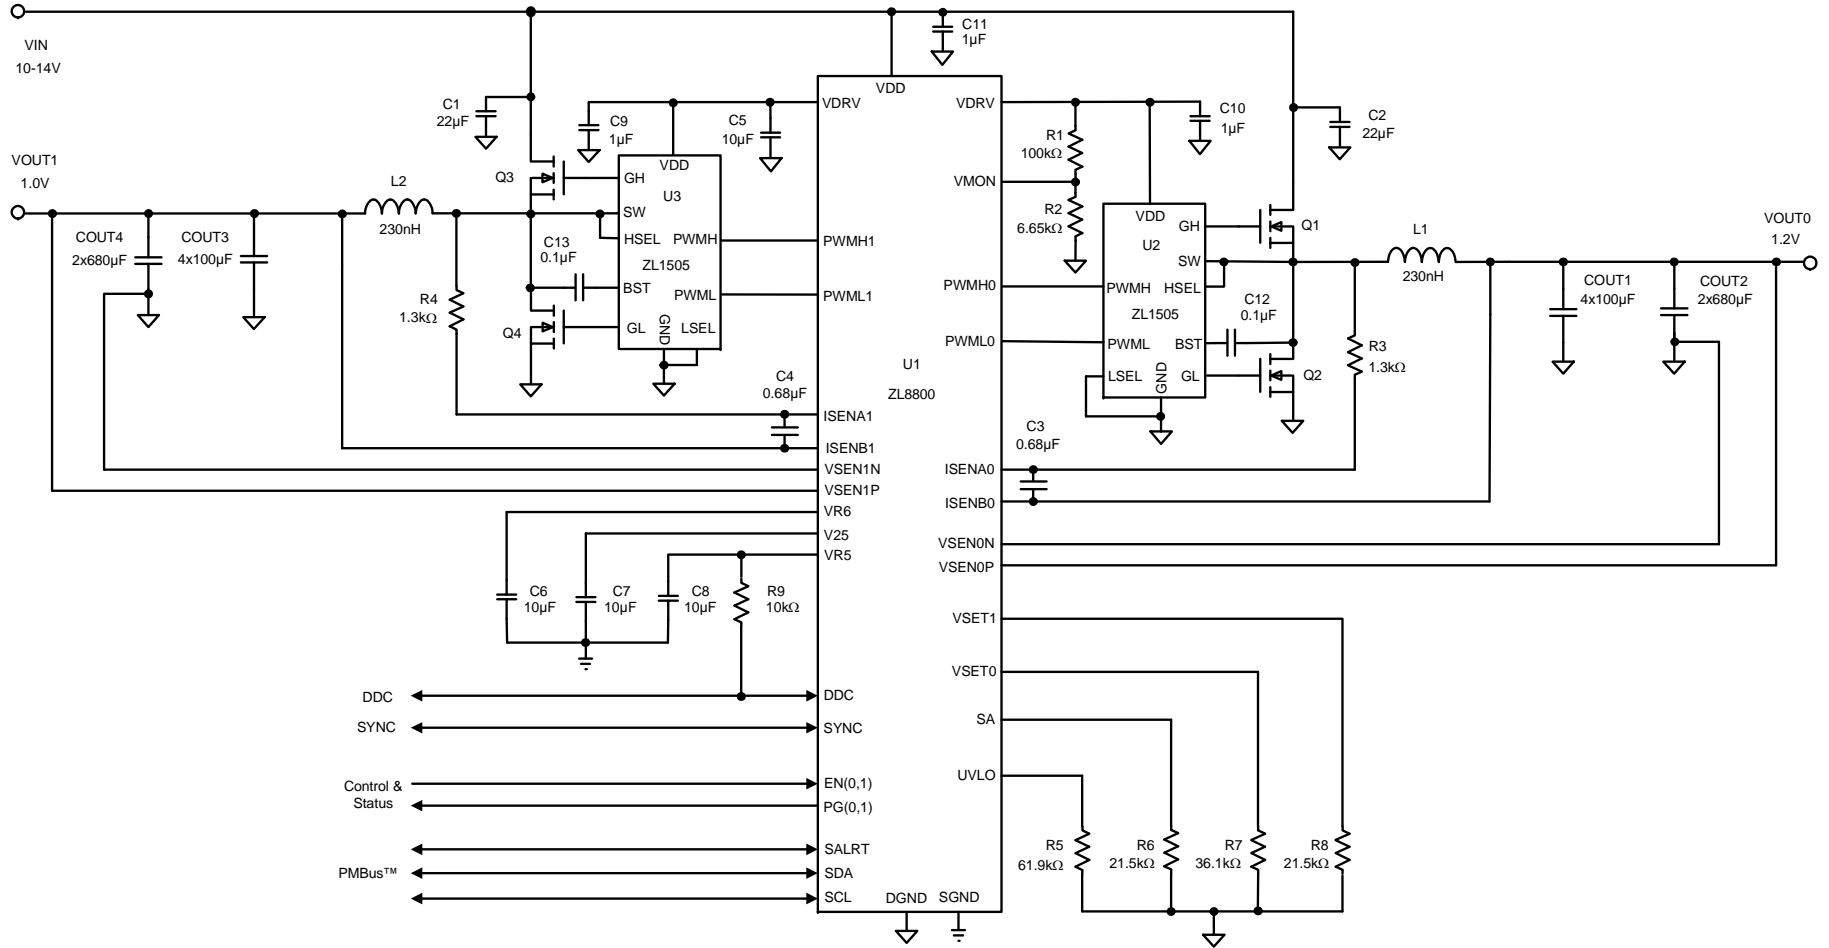 VIN
10-14V
C11
1µF
VDD
C1
22µF
C9
1µF
C5
10µF
VDRV
VDRV
C10
1µF
C2
22µF
VOUT1
1.0V
L2
230nH
Q3
VDD
U3
GH
SW
HSEL
PWMH
ZL1505
BST
PWML
GL
GND
LSEL
C13
0.1µF
Q4
COUT4
2x680µF
COUT3
4x100µF
R4
1.3kΩ
C4
0.68µF
PWMH1
PWML1
ISENA1
ISENB1
VSEN1N
VSEN1P
VR6
V25
VR5
U1
ZL8800
R1
100kΩ
VMON
R2
6.65kΩ
VDD
U2
GH
SW
HSEL
PWMH
ZL1505
PWML
BST
LSEL
GND
GL
Q1
L1
230nH
VOUT0
1.2V
C12
0.1µF
Q2
R3
1.3kΩ
COUT1
4x100µF
COUT2
2x680µF
PWMH0
PWML0
C3
0.68µF
ISENA0
ISENB0
VSEN0N
VSEN0P
VSET1
VSET0
SA
UVLO
C6
10µF
C7
10µF
C8
10µF
R9
10kΩ
DDC
DDC
SYNC
SYNC
Control &
Status
EN(0,1)
PG(0,1)
PMBus™
SALRT
SDA
SCL
DGND
SGND
R5
61.9kΩ
R6
21.5kΩ
R7
36.1kΩ
R8
21.5kΩ